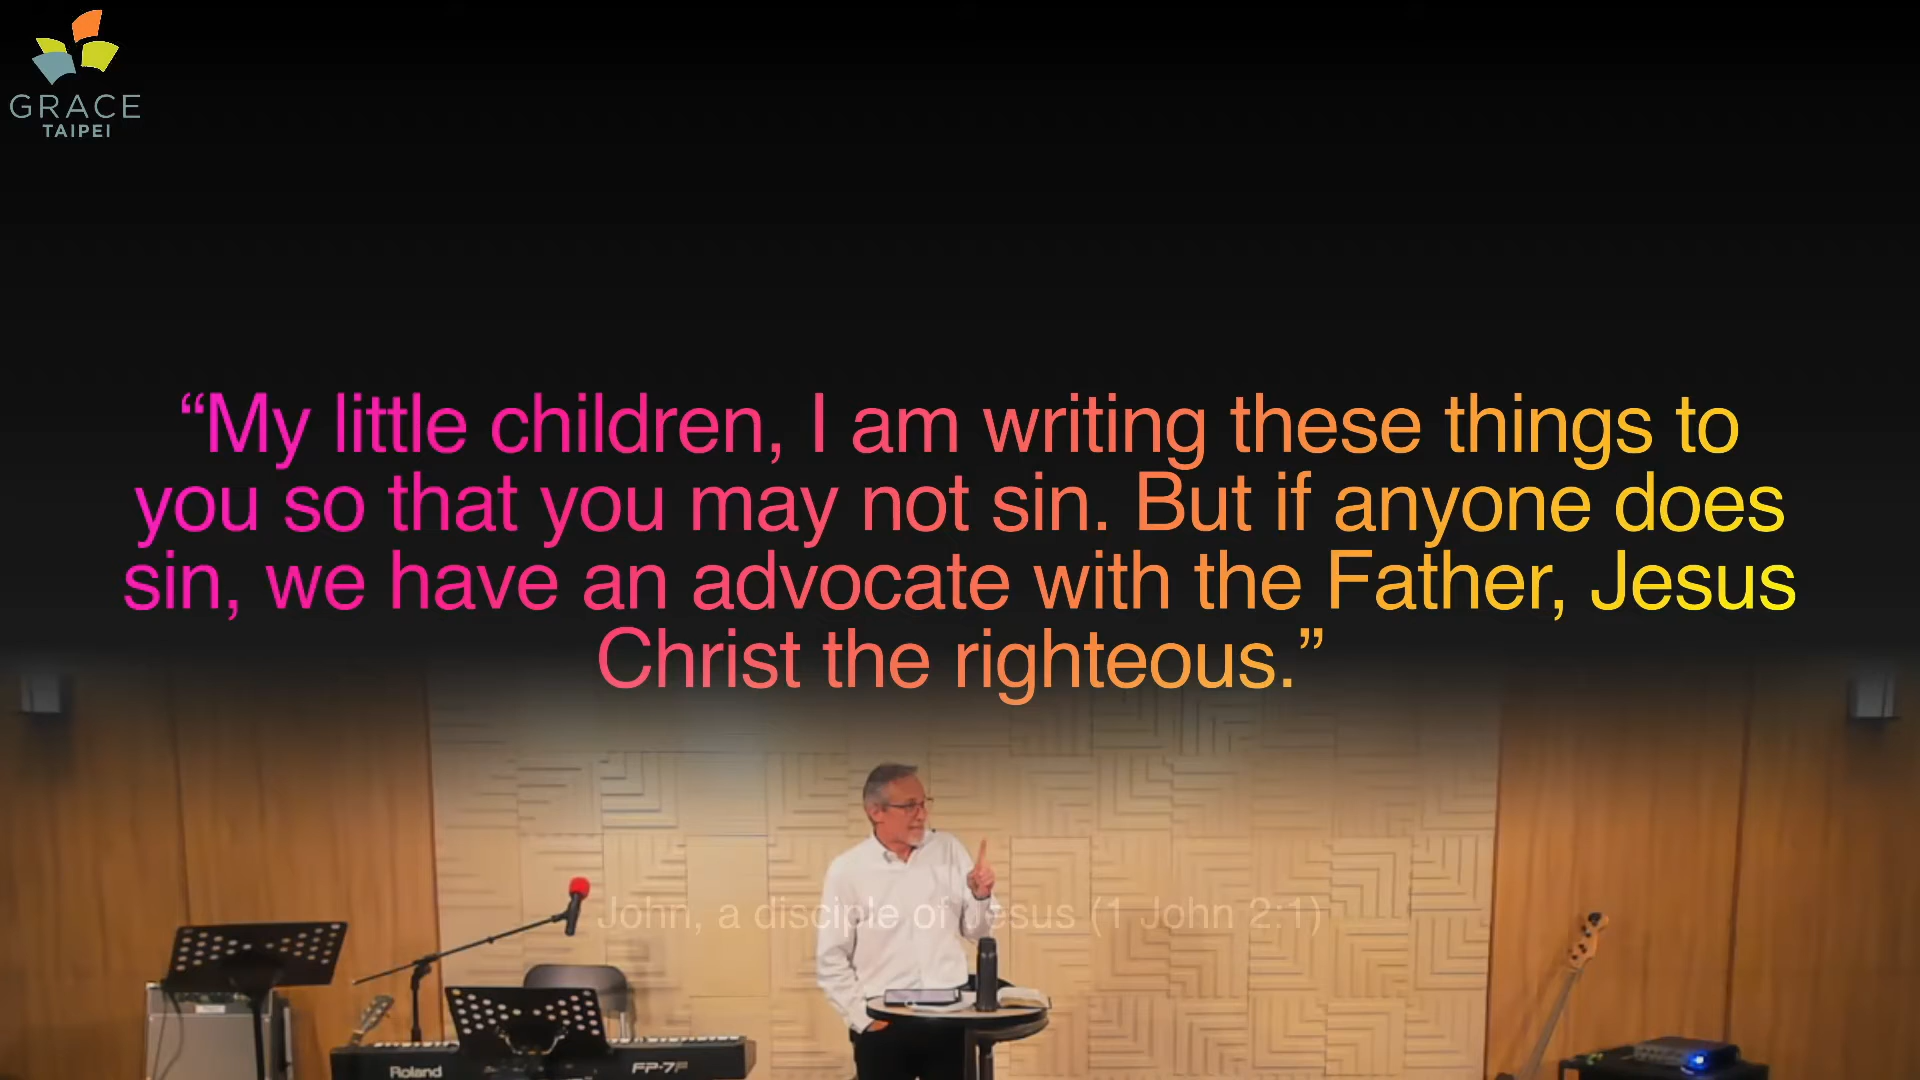 GRACE
TAIPEI
“My little children, I am writing these things to
you so that you may not sin. But if anyone does
sin, we have an advocate with the Father, Jesus
Christ the righteous.”
John, a disciple of Jesus (1 John 2:1)
Roland
FP-7F